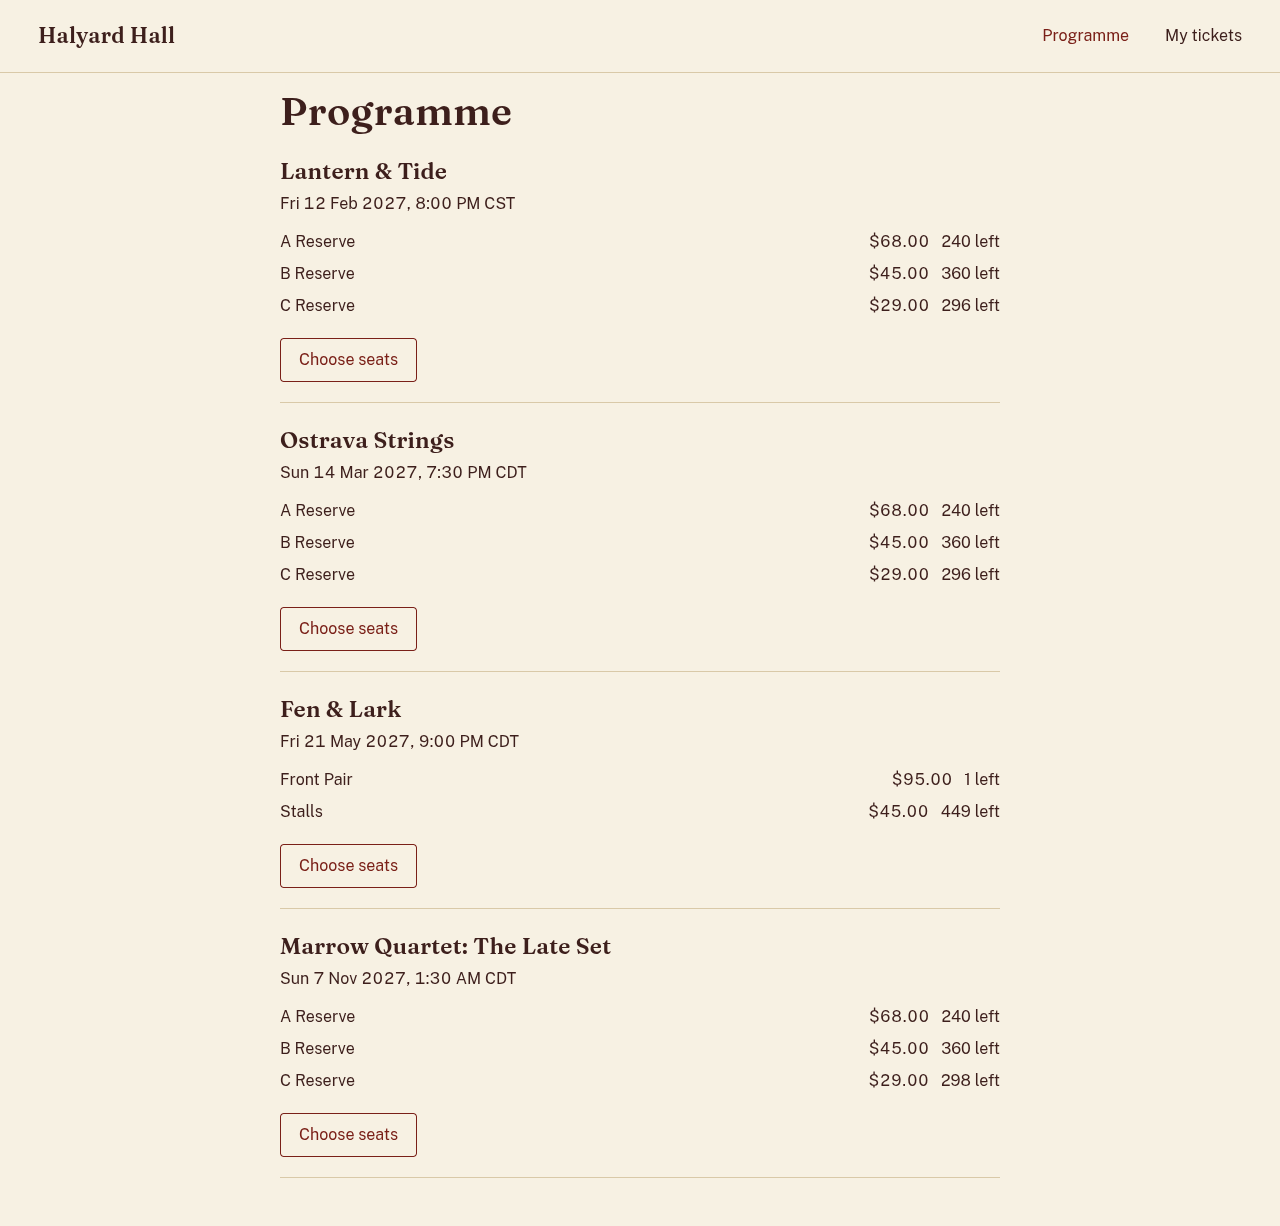 Halyard Hall
Programme My tickets
Programme
Lantern & Tide
Fri 12 Feb 2027, 8:00 PM CST
A Reserve $68.00 240 left
B Reserve $45.00 360 left
C Reserve $29.00 296 left
Choose seats
Ostrava Strings
Sun 14 Mar 2027, 7:30 PM CDT
A Reserve $68.00 240 left
B Reserve $45.00 360 left
C Reserve $29.00 296 left
Choose seats
Fen & Lark
Fri 21 May 2027, 9:00 PM CDT
Front Pair $95.00 1 left
Stalls $45.00 449 left
Choose seats
Marrow Quartet: The Late Set
Sun 7 Nov 2027, 1:30 AM CDT
A Reserve $68.00 240 left
B Reserve $45.00 360 left
C Reserve $29.00 298 left
Choose seats